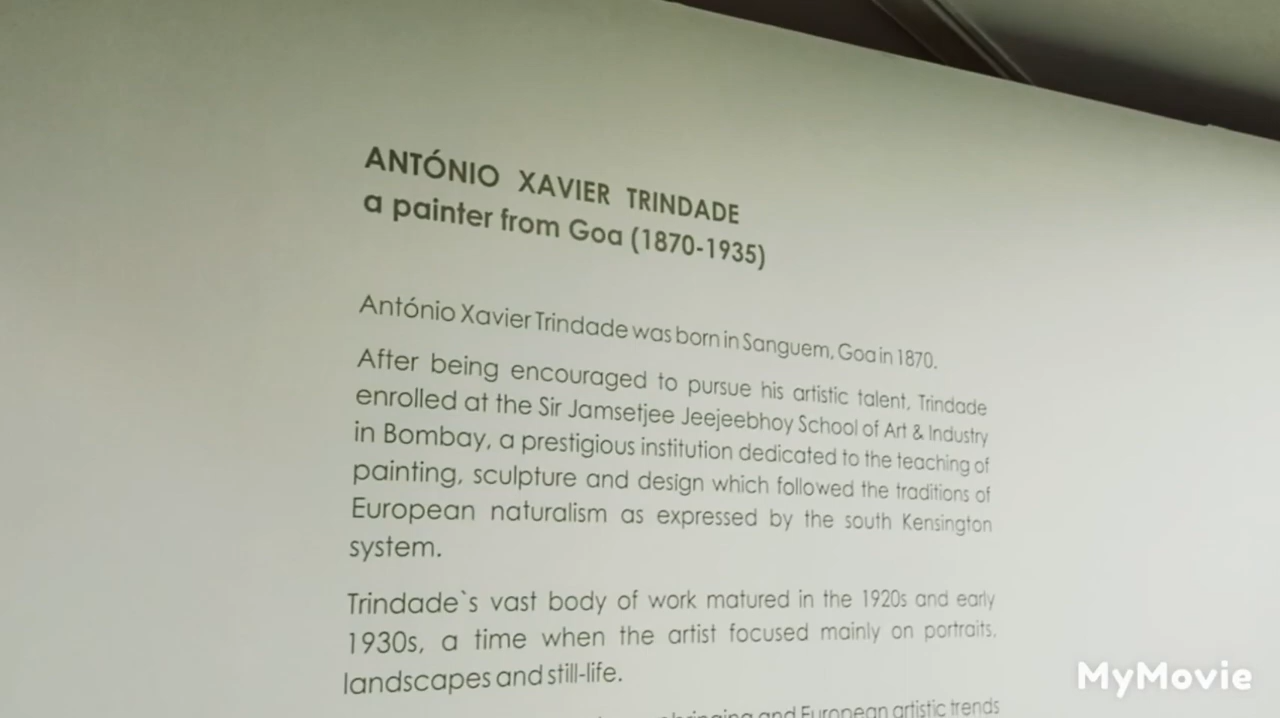 ANTÓNIO XAVIER TRINDADE
a painter from Goa (1870-1935)
António Xavier Trindade was born in Sanguem, Goa in 1870.
After being encouraged to pursue his artistic talent, Trindade
enrolled at the Sir Jamsetjee Jeejeebhoy School of Art & Industry
in Bombay, a prestigious institution dedicated to the teaching of
painting, sculpture and design which followed the traditions of
European naturalism as expressed by the south Kensington
system.
Trindade`s vast body of work matured in the 1920s and early
1930s, a time when the artist focused mainly on portraits,
landscapes and still-life.
and European artistic trends
MyMovie